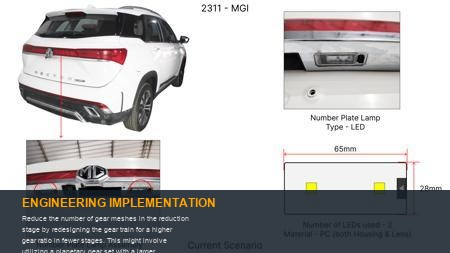 2311 - MGI
Number Plate Lamp
Type - LED
65mm
28mm
ENGINEERING IMPLEMENTATION
Reduce the number of gear meshes in the reduction
stage by redesigning the gear train for a higher
gear ratio in fewer stages. This might involve
utilizing a planetary gear set with a larger
Number of LEDs used - 2
Material - PC (both Housing & Lens)
Current Scenario